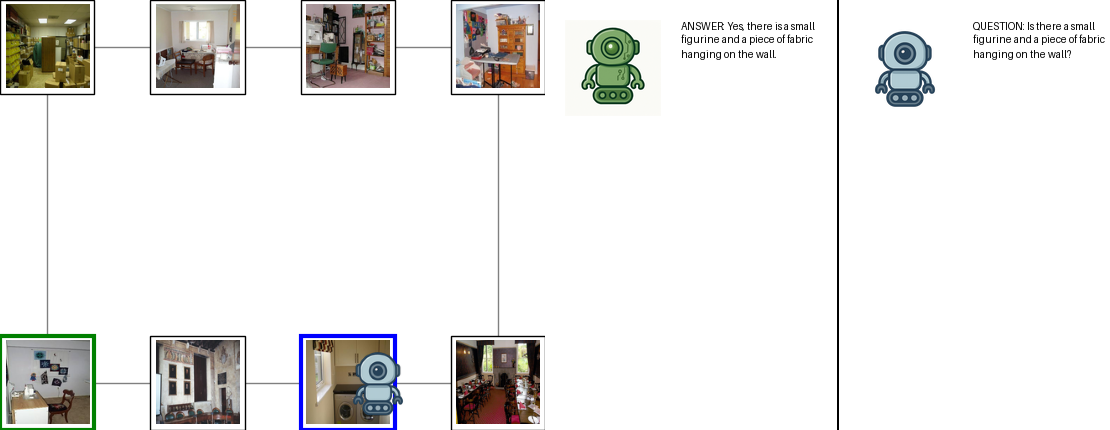 ANSWER: Yes, there is a small
figurine and a piece of fabric
hanging on the wall.
QUESTION: Is there a small
figurine and a piece of fabric
hanging on the wall?